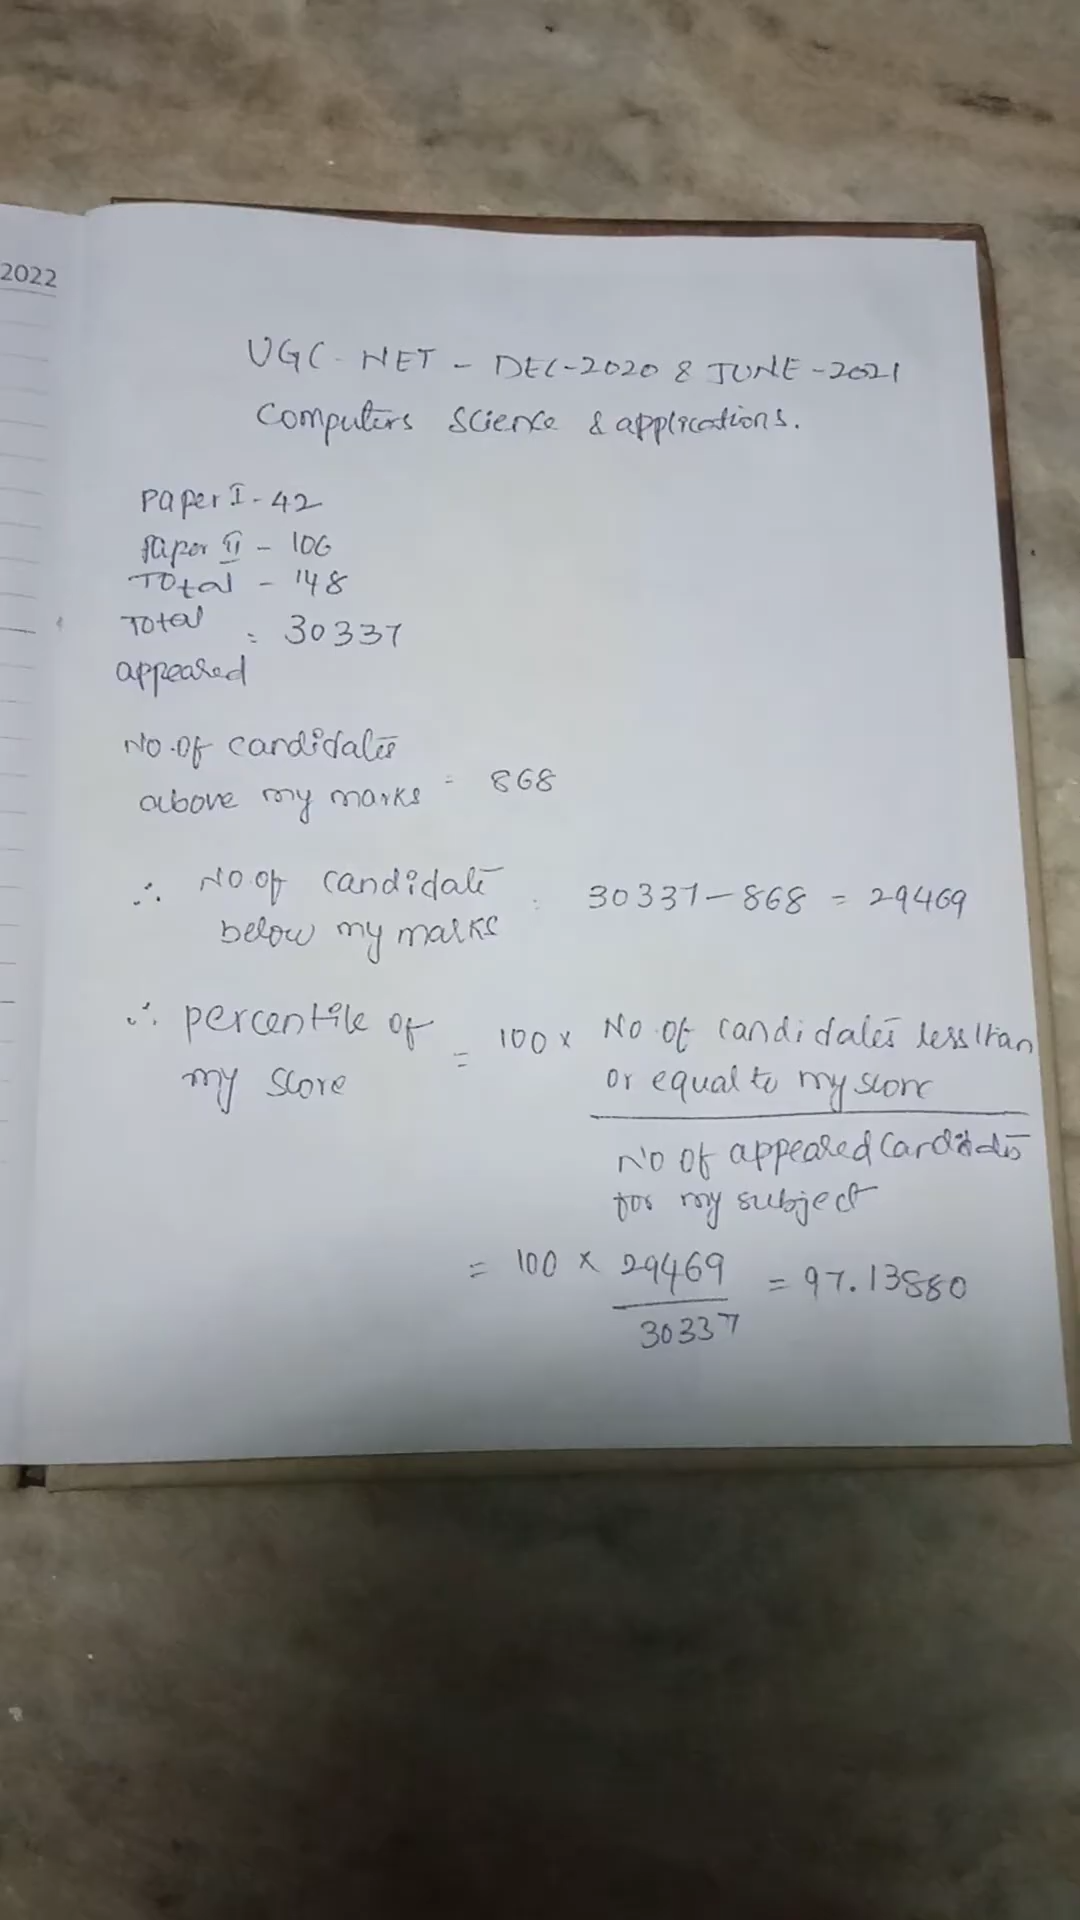 2022
UGC - NET - DEC-2020 & JUNE-2021
Computers Science & applications.
paper I - 42
paper II - 106
Total - 148
Total
= 30337
appeared
No. of candidates
above my marks = 868
∴ No. of candidate
below my marks = 30337 - 868 = 29469
∴ percentile of my score = 100 × No. of candidates less than
or equal to my score
No of appeared candidates
for my subject
= 100 × 29469 = 97.13880
30337